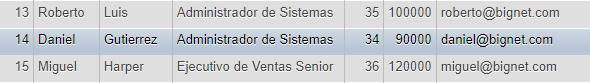 13 Roberto Luis Administrador de Sistemas 35 100000 roberto@bignet.com
14 Daniel Gutierrez Administrador de Sistemas 34 90000 daniel@bignet.com
15 Miguel Harper Ejecutivo de Ventas Senior 36 120000 miguel@bignet.com